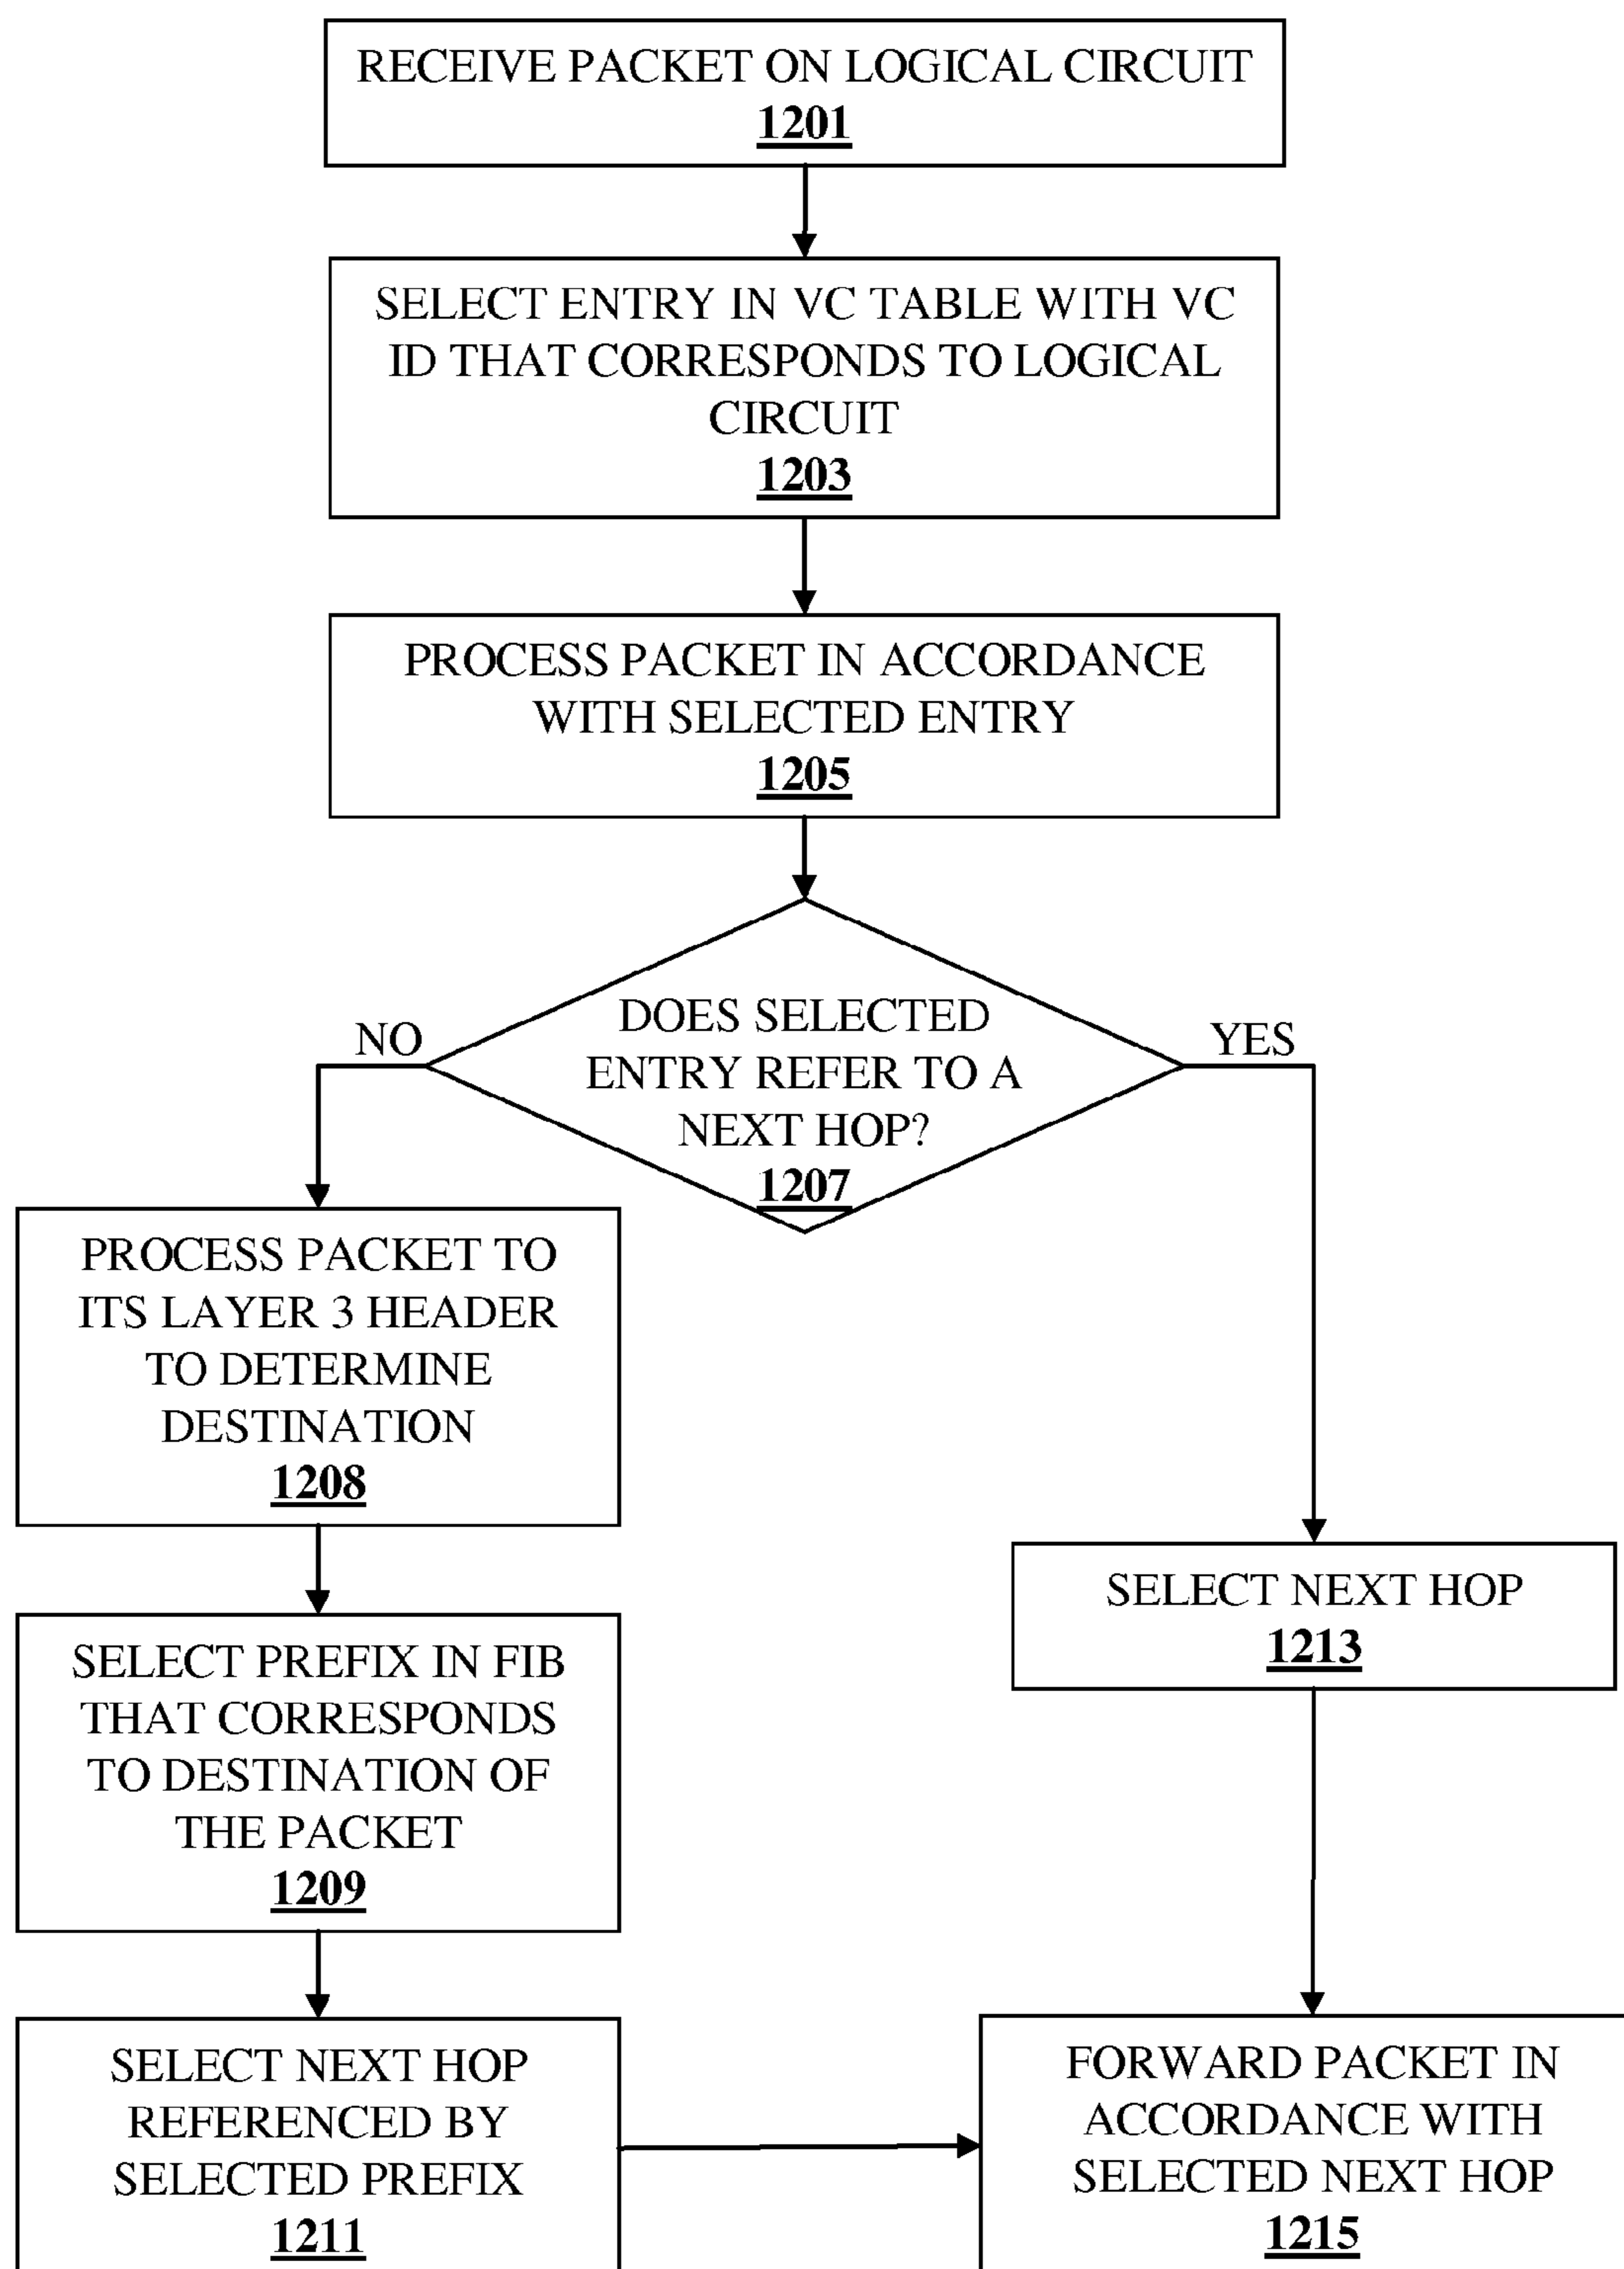 RECEIVE PACKET ON LOGICAL CIRCUIT
1201
SELECT ENTRY IN VC TABLE WITH VC
ID THAT CORRESPONDS TO LOGICAL
CIRCUIT
1203
PROCESS PACKET IN ACCORDANCE
WITH SELECTED ENTRY
1205
DOES SELECTED
ENTRY REFER TO A
NEXT HOP?
1207
NO
YES
PROCESS PACKET TO
ITS LAYER 3 HEADER
TO DETERMINE
DESTINATION
1208
SELECT PREFIX IN FIB
THAT CORRESPONDS
TO DESTINATION OF
THE PACKET
1209
SELECT NEXT HOP
REFERENCED BY
SELECTED PREFIX
1211
SELECT NEXT HOP
1213
FORWARD PACKET IN
ACCORDANCE WITH
SELECTED NEXT HOP
1215